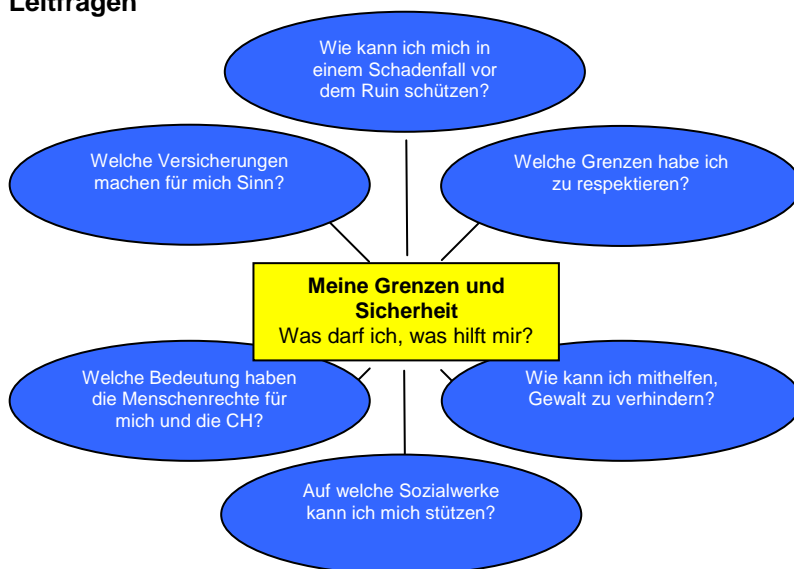 Leitfragen
Wie kann ich mich in
einem Schadenfall vor
dem Ruin schützen?
Welche Versicherungen
machen für mich Sinn?
Welche Grenzen habe ich
zu respektieren?
Meine Grenzen und
Sicherheit
Was darf ich, was hilft mir?
Welche Bedeutung haben
die Menschenrechte für
mich und die CH?
Wie kann ich mithelfen,
Gewalt zu verhindern?
Auf welche Sozialwerke
kann ich mich stützen?